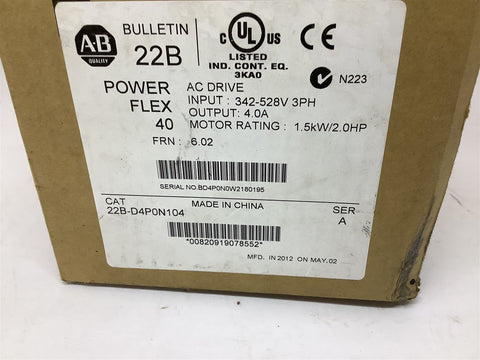 A-B
QUALITY
BULLETIN
22B
UL
C US
LISTED
IND. CONT. EQ.
3KA0
CE
N223
POWER
FLEX
40
AC DRIVE
INPUT : 342-528V 3PH
OUTPUT: 4.0A
MOTOR RATING : 1.5kW/2.0HP
FRN : 6.02
SERIAL NO.BD4P0N0W2180195
CAT
22B-D4P0N104
MADE IN CHINA
SER
A
*00820919078552*
MFD. IN 2012 ON MAY.02